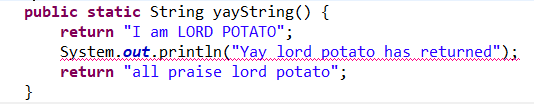 public static String yayString() {
return "I am LORD POTATO";
System.out.println("Yay lord potato has returned");
return "all praise lord potato";
}